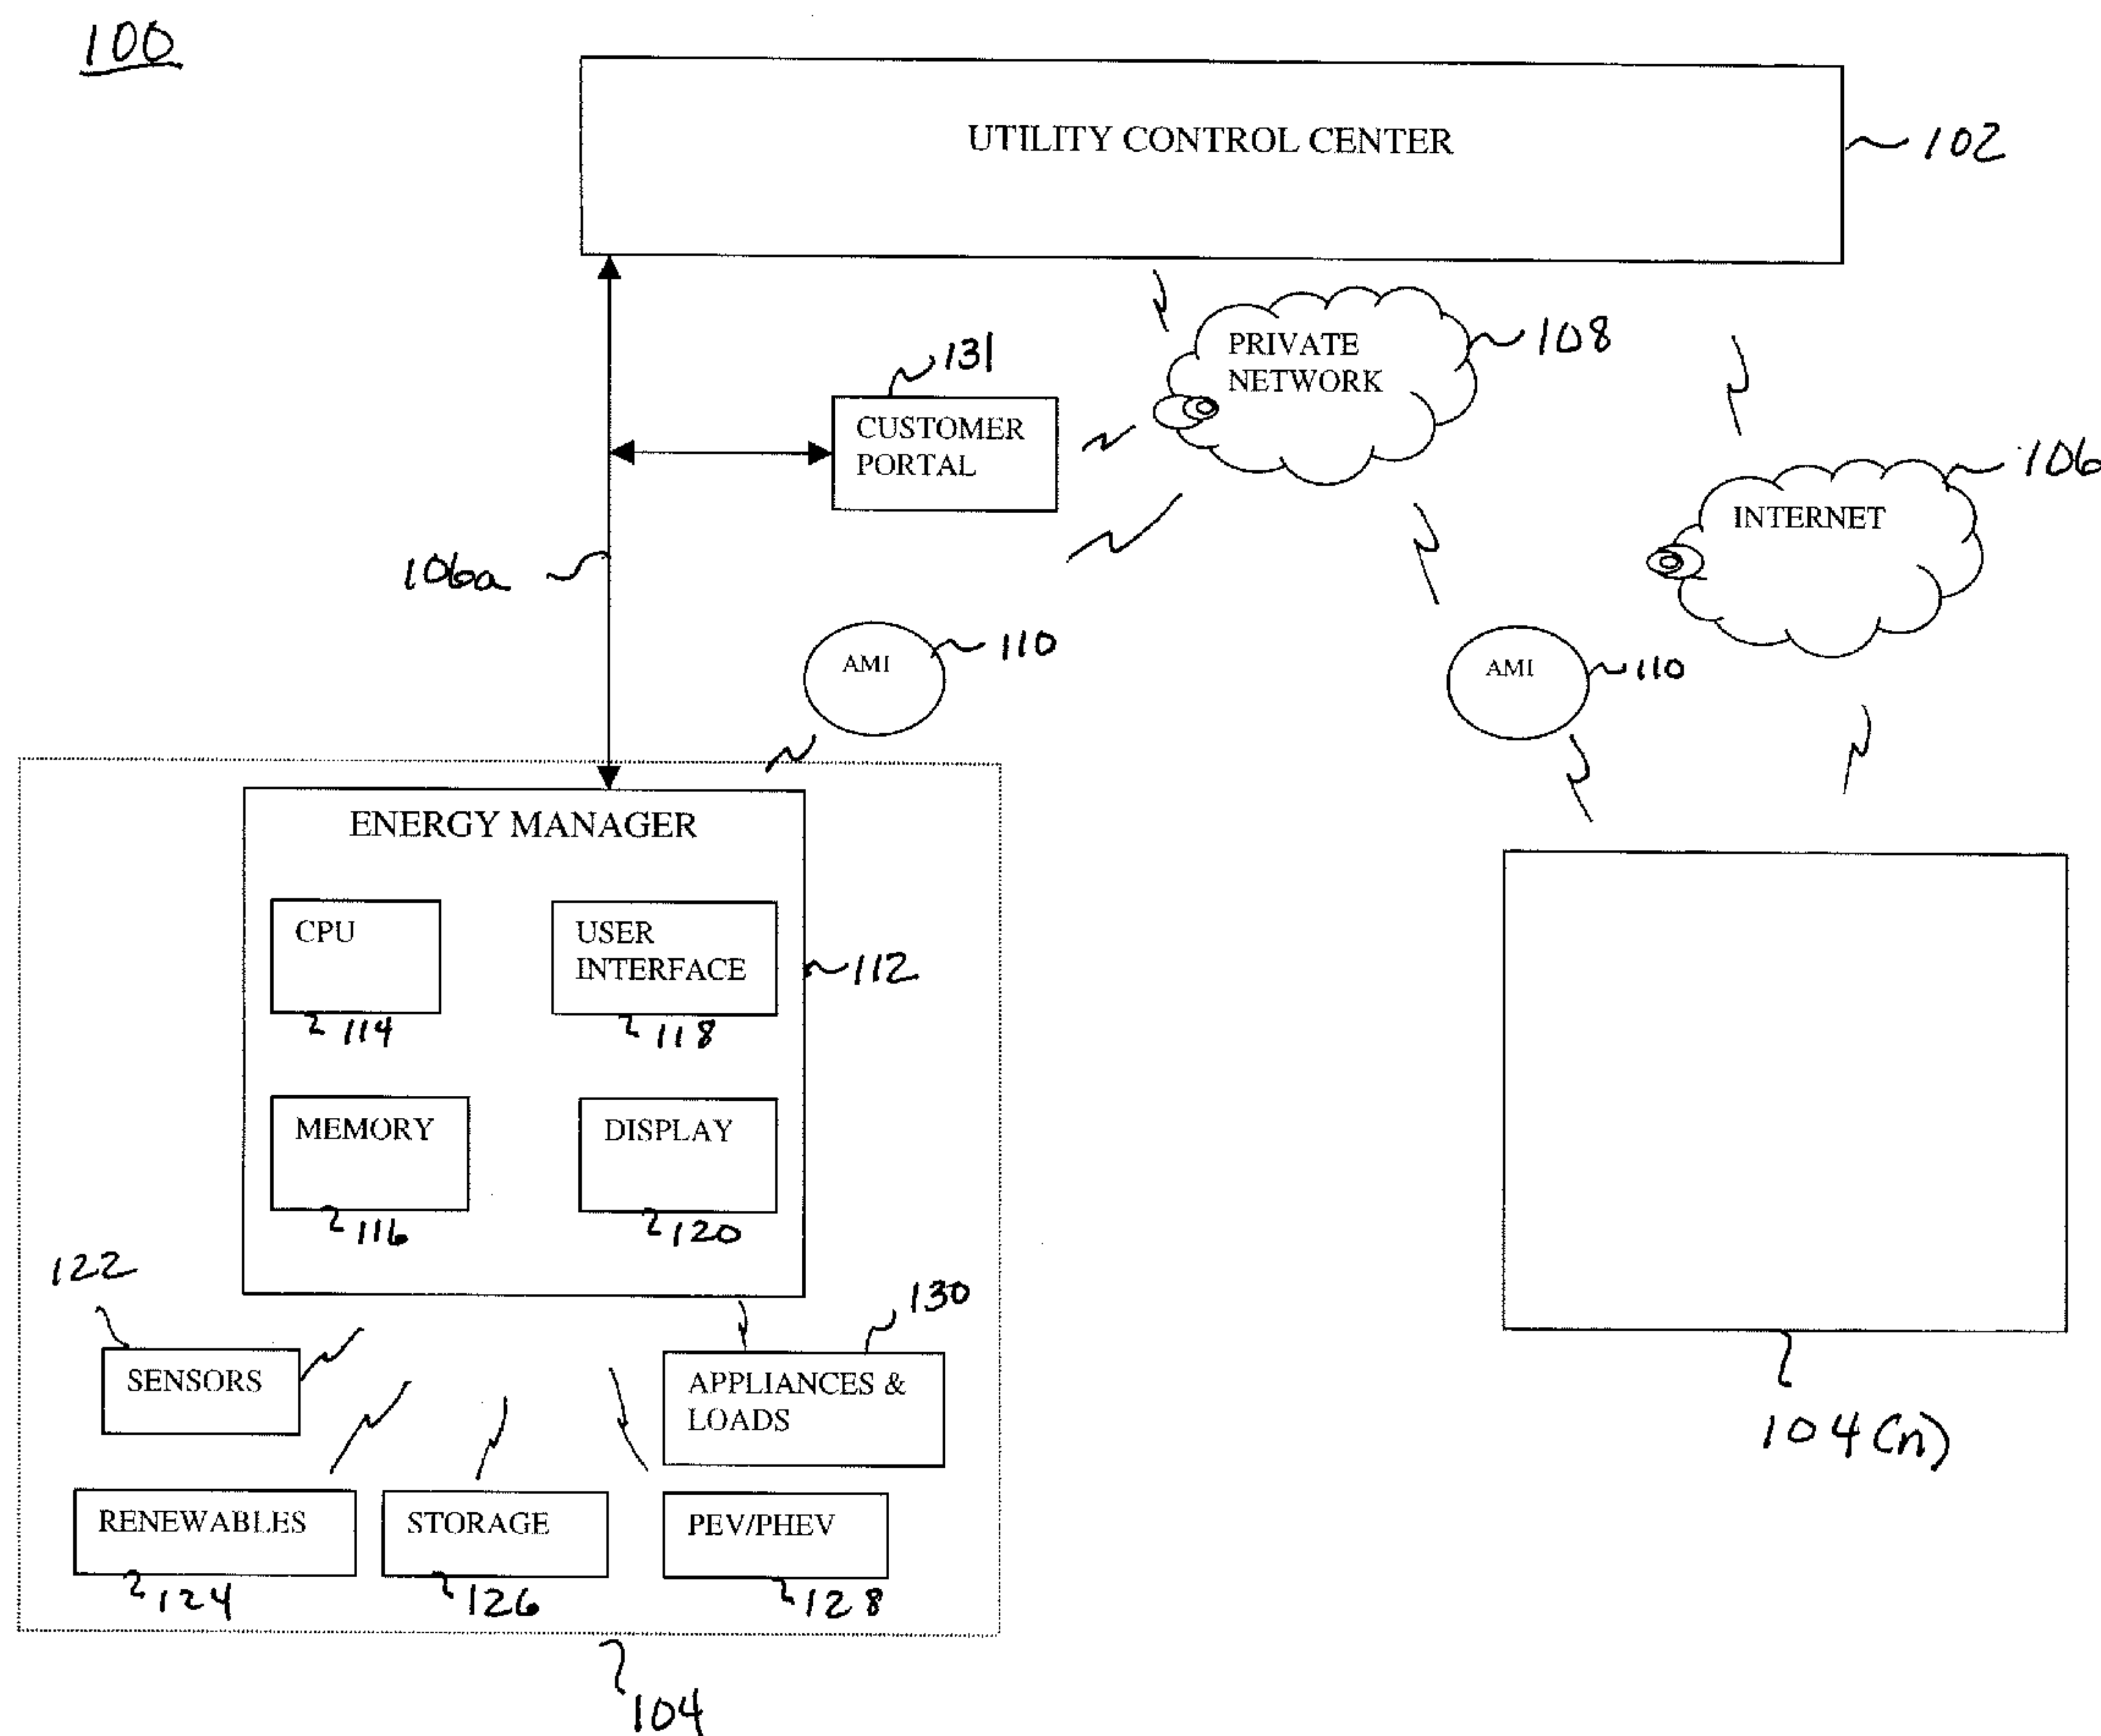 100
UTILITY CONTROL CENTER
102
PRIVATE
NETWORK
108
131
CUSTOMER
PORTAL
106
INTERNET
106a
AMI
110
AMI
110
ENERGY MANAGER
CPU
114
USER
INTERFACE
118
112
MEMORY
116
DISPLAY
120
122
SENSORS
130
APPLIANCES &
LOADS
RENEWABLES
124
STORAGE
126
PEV/PHEV
128
104
104(n)